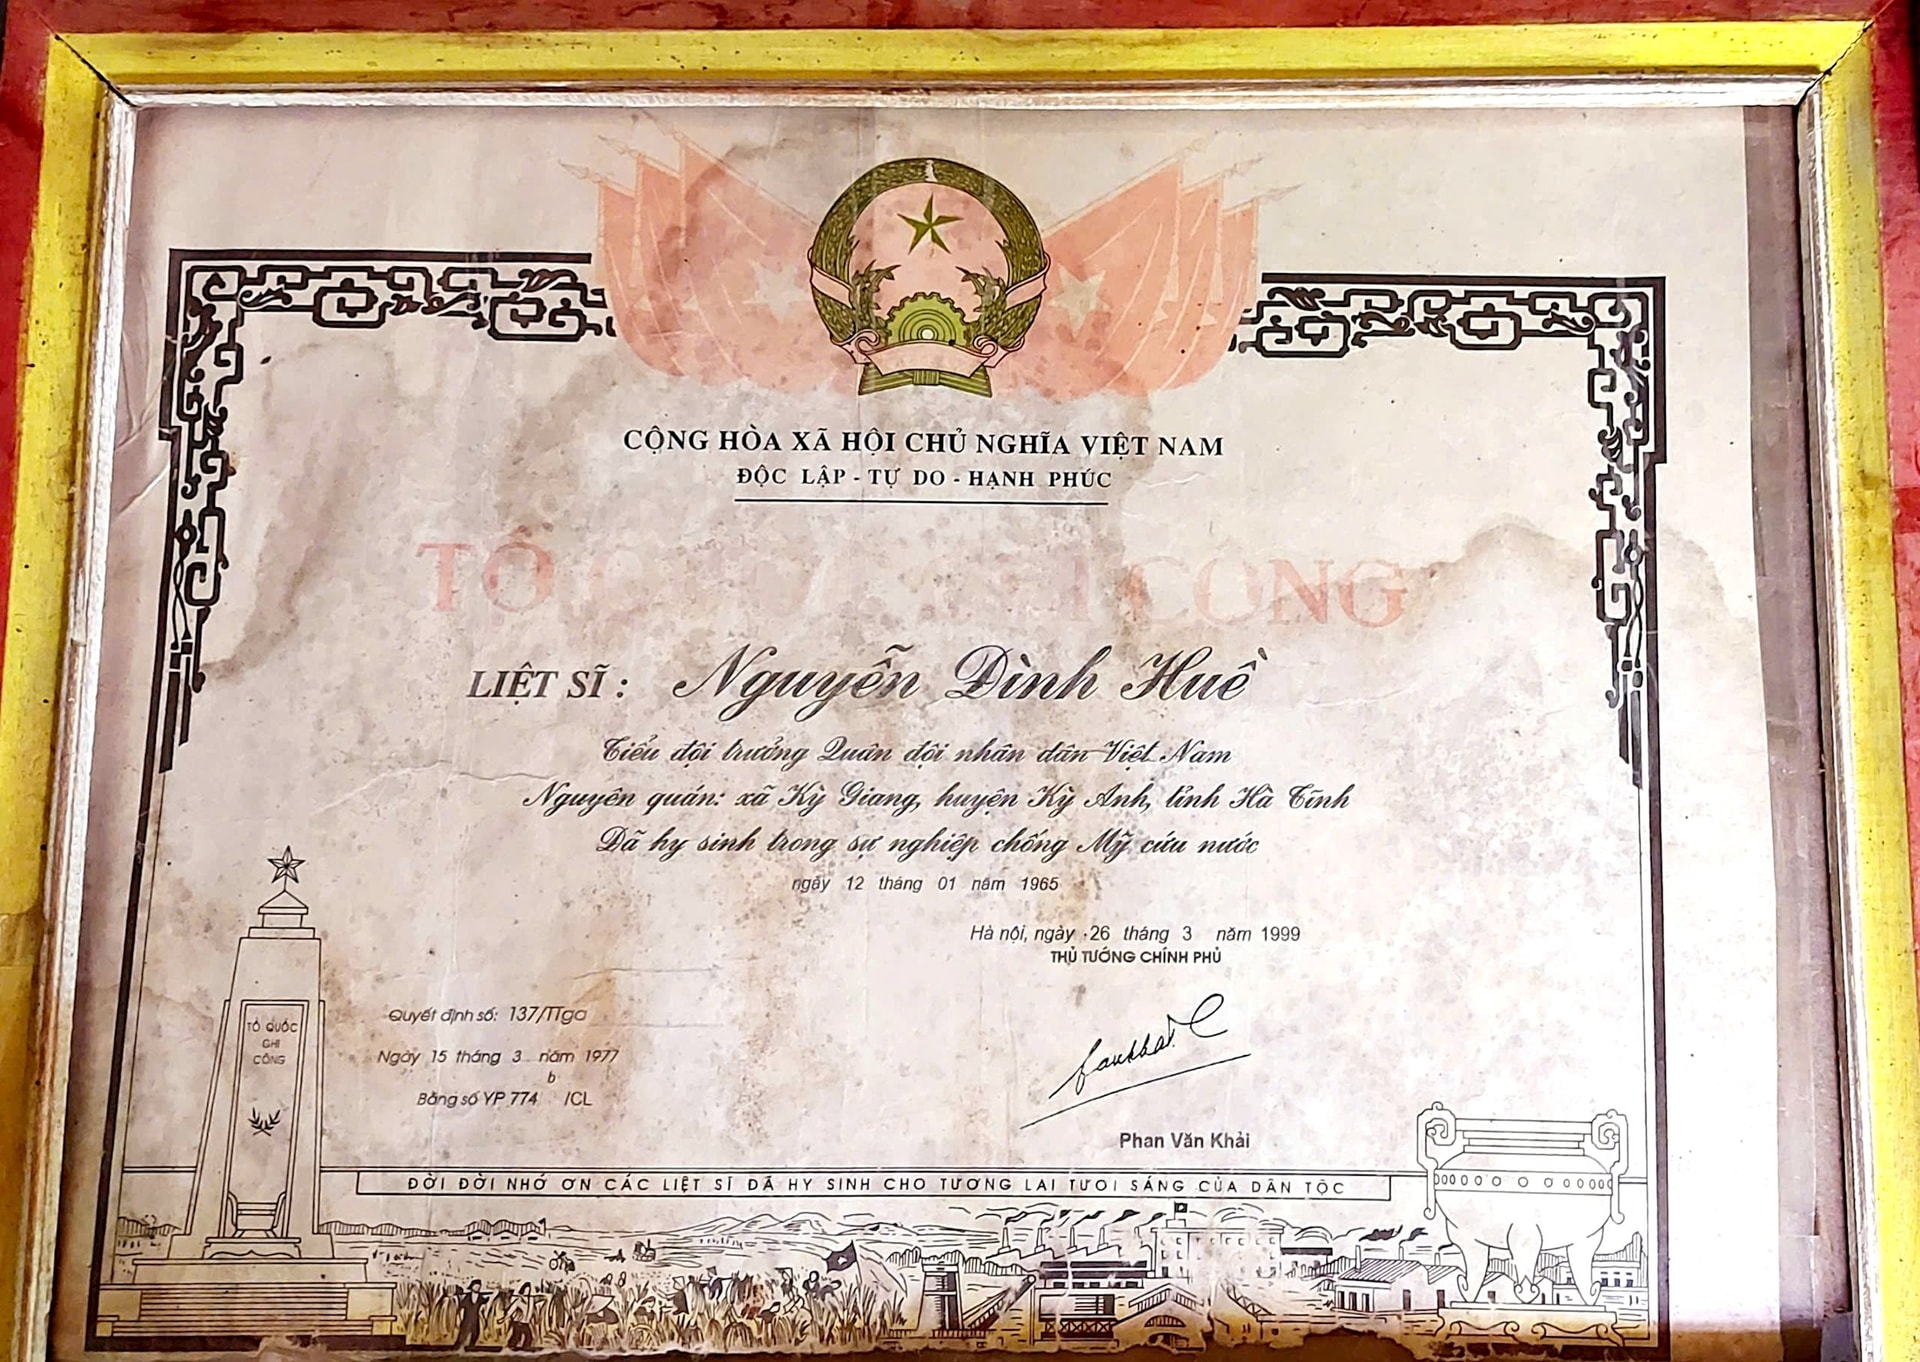 CỘNG HÒA XÃ HỘI CHỦ NGHĨA VIỆT NAM
ĐỘC LẬP - TỰ DO - HẠNH PHÚC
TỔ CÔNG
LIỆT SĨ : Nguyễn Đình Huề
Tiểu đội trưởng Quân đội nhân dân Việt Nam
Nguyên quán: xã Kỳ Giang, huyện Kỳ Anh, tỉnh Hà Tĩnh
Đã hy sinh trong sự nghiệp chống Mỹ cứu nước
ngày 12 tháng 01 năm 1965
Hà nội, ngày 26 tháng 3 năm 1999
THỦ TƯỚNG CHÍNH PHỦ
Quyết định số: 137/TTga
Ngày 15 tháng 3 năm 1977
Bằng số YP 774 b /CL
Phan Văn Khải
TỔ QUỐC
GHI
CÔNG
ĐỜI ĐỜI NHỚ ƠN CÁC LIỆT SĨ ĐÃ HY SINH CHO TƯƠNG LAI TƯƠI SÁNG CỦA DÂN TỘC